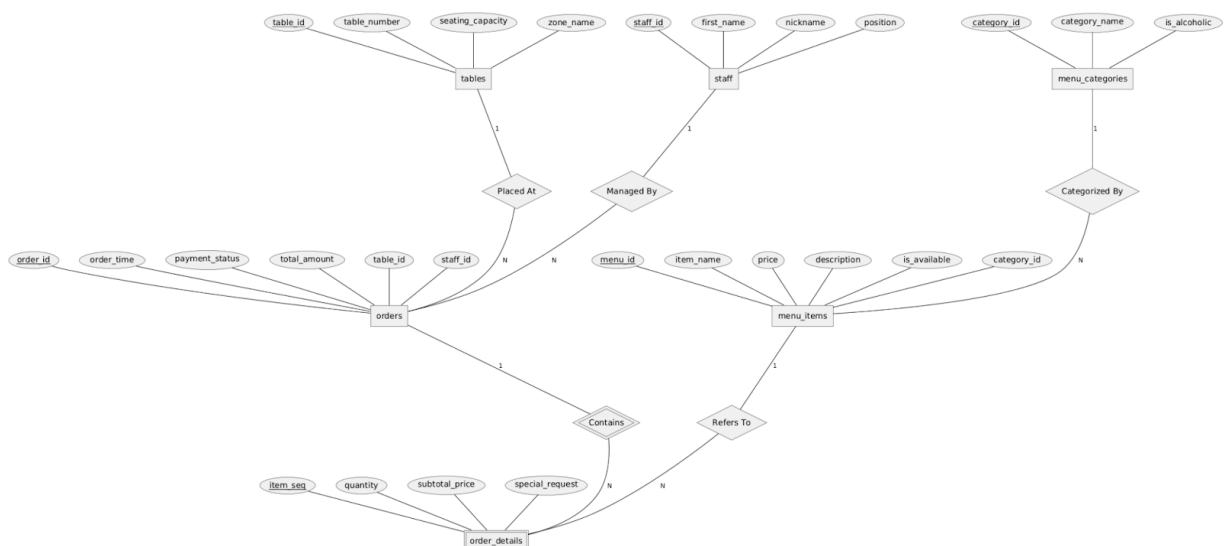 table_id
table_number
seating_capacity
zone_name
staff_id
first_name
nickname
position
category_id
category_name
is_alcoholic
tables
staff
menu_categories
1
1
1
Placed At
Managed By
Categorized By
order_id
order_time
payment_status
total_amount
table_id
staff_id
N
N
menu_id
item_name
price
description
is_available
category_id
N
orders
menu_items
1
1
Contains
Refers To
item_seq
quantity
subtotal_price
special_request
N
N
order_details